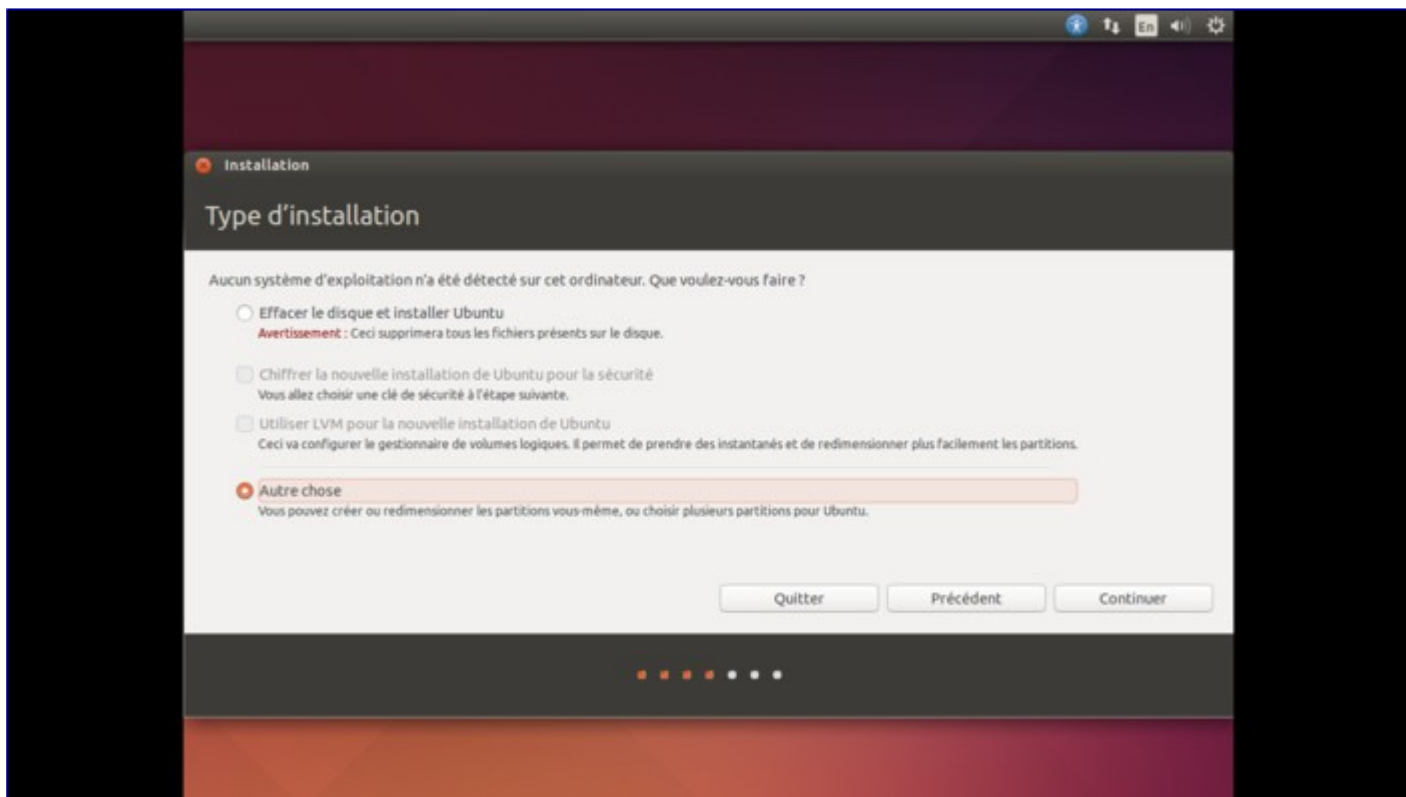 En
Installation
Type d'installation
Aucun système d'exploitation n'a été détecté sur cet ordinateur. Que voulez-vous faire ?
Effacer le disque et installer Ubuntu
Avertissement : Ceci supprimera tous les fichiers présents sur le disque.
Chiffrer la nouvelle installation de Ubuntu pour la sécurité
Vous allez choisir une clé de sécurité à l'étape suivante.
Utiliser LVM pour la nouvelle installation de Ubuntu
Ceci va configurer le gestionnaire de volumes logiques. Il permet de prendre des instantanés et de redimensionner plus facilement les partitions.
Autre chose
Vous pouvez créer ou redimensionner les partitions vous-même, ou choisir plusieurs partitions pour Ubuntu.
Quitter Précédent Continuer